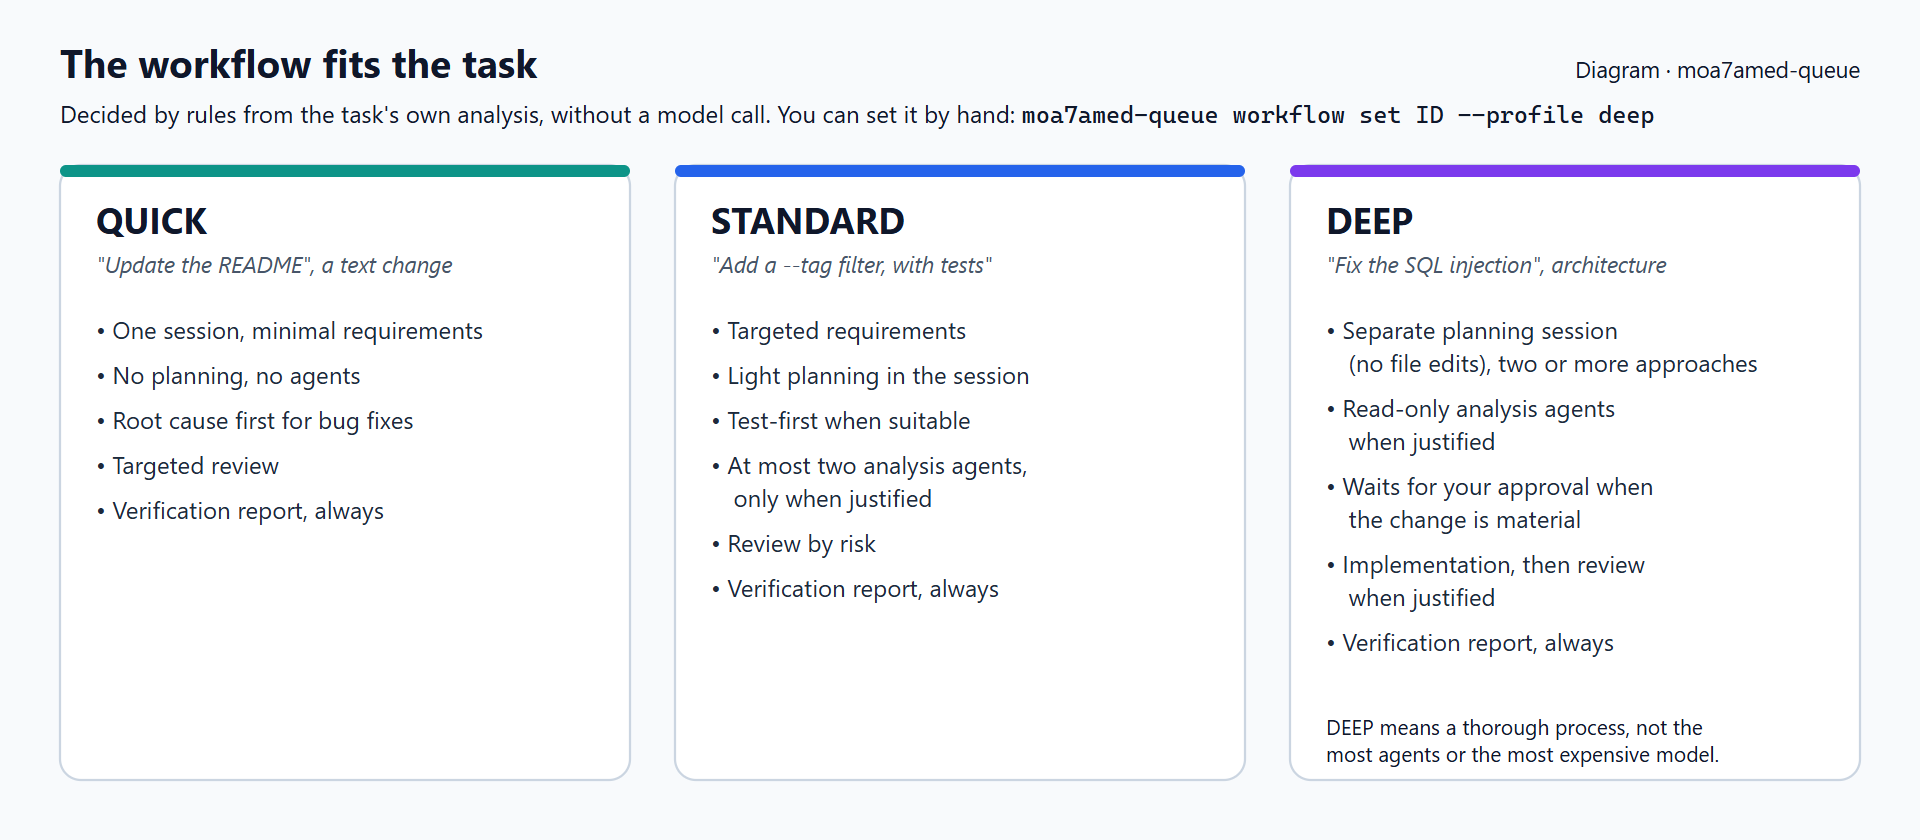 The workflow fits the task
Diagram · moa7amed-queue
Decided by rules from the task's own analysis, without a model call. You can set it by hand: moa7amed-queue workflow set ID --profile deep
QUICK
"Update the README", a text change
• One session, minimal requirements
• No planning, no agents
• Root cause first for bug fixes
• Targeted review
• Verification report, always
STANDARD
"Add a --tag filter, with tests"
• Targeted requirements
• Light planning in the session
• Test-first when suitable
• At most two analysis agents,
only when justified
• Review by risk
• Verification report, always
DEEP
"Fix the SQL injection", architecture
• Separate planning session
(no file edits), two or more approaches
• Read-only analysis agents
when justified
• Waits for your approval when
the change is material
• Implementation, then review
when justified
• Verification report, always
DEEP means a thorough process, not the
most agents or the most expensive model.